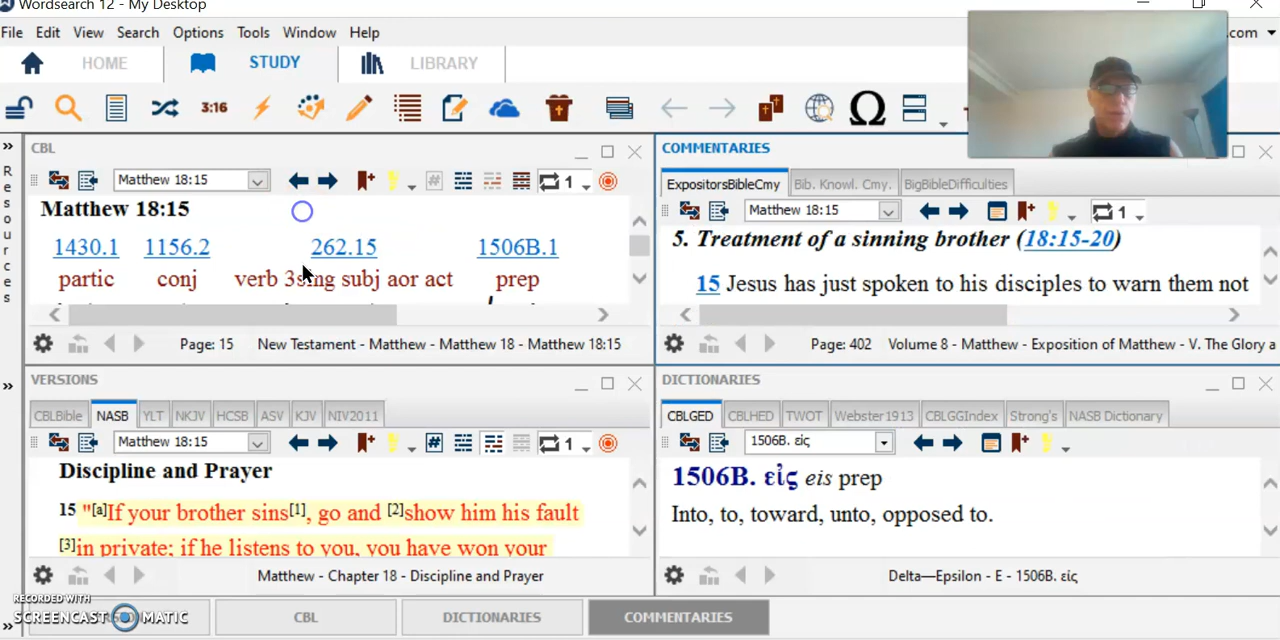 Wordsearch 12 - My Desktop
File Edit View Search Options Tools Window Help
.com
HOME STUDY LIBRARY
3:16 Ω
Resources
CBL
Matthew 18:15
1
Matthew 18:15
1430.1 1156.2 262.15 1506B.1
partic conj verb 3sing subj aor act prep
Page: 15 New Testament - Matthew - Matthew 18 - Matthew 18:15
COMMENTARIES
ExpositorsBibleCmy Bib. Knowl. Cmy. BigBibleDifficulties
Matthew 18:15
1
5. Treatment of a sinning brother (18:15-20)
15 Jesus has just spoken to his disciples to warn them not
Page: 402 Volume 8 - Matthew - Exposition of Matthew - V. The Glory a
VERSIONS
CBLBible NASB YLT NKJV HCSB ASV KJV NIV2011
Matthew 18:15
# 1
Discipline and Prayer
15 "[a]If your brother sins[1], go and [2]show him his fault
[3]in private; if he listens to you, you have won your
Matthew - Chapter 18 - Discipline and Prayer
DICTIONARIES
CBLGED CBLHED TWOT Webster1913 CBLGGIndex Strong's NASB Dictionary
1506B. εἰς
1506B. εἰς eis prep
Into, to, toward, unto, opposed to.
Delta—Epsilon - E - 1506B. εἰς
RECORDED WITH
SCREENCAST MATIC
CBL DICTIONARIES COMMENTARIES